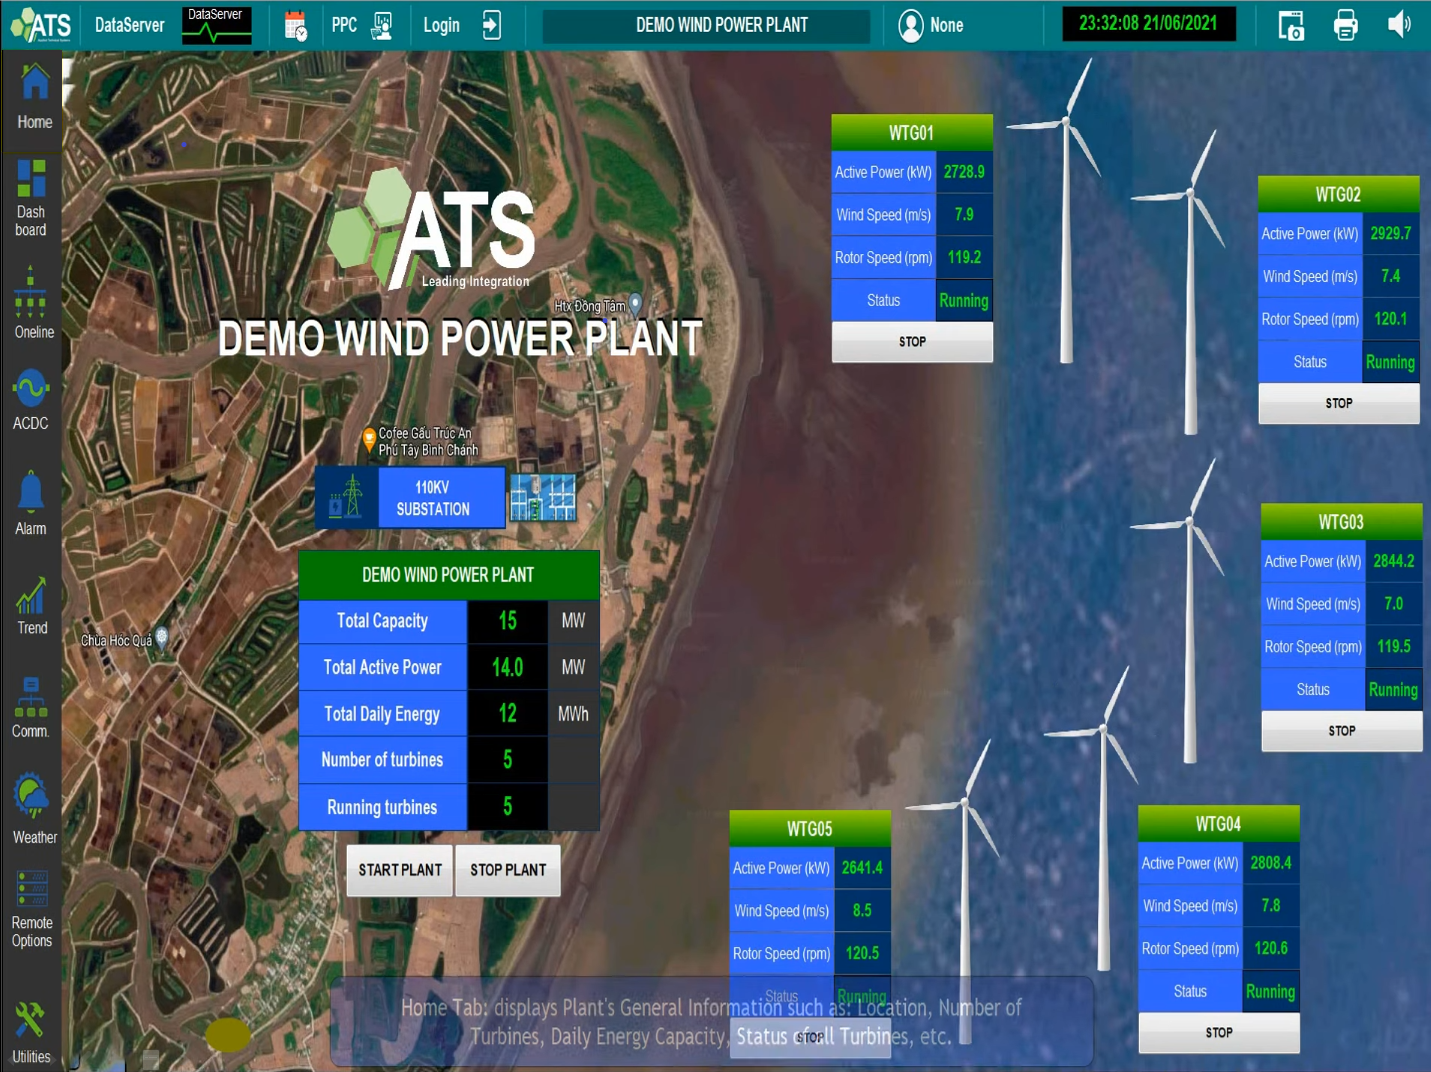 ATS
DataServer
DataServer
PPC
Login
DEMO WIND POWER PLANT
None
23:32:08 21/06/2021
Home
Dash
board
Oneline
ACDC
Alarm
Trend
Comm.
Weather
Remote
Options
Utilities
ATS
Leading Integration
Htx Đồng Tâm
DEMO WIND POWER PLANT
Cofee Gấu Trúc An
Phú Tây Bình Chánh
110KV
SUBSTATION
Chùa Hóc Quả
DEMO WIND POWER PLANT
Total Capacity 15 MW
Total Active Power 14.0 MW
Total Daily Energy 12 MWh
Number of turbines 5
Running turbines 5
START PLANT STOP PLANT
WTG01
Active Power (kW) 2728.9
Wind Speed (m/s) 7.9
Rotor Speed (rpm) 119.2
Status Running
STOP
WTG02
Active Power (kW) 2929.7
Wind Speed (m/s) 7.4
Rotor Speed (rpm) 120.1
Status Running
STOP
WTG03
Active Power (kW) 2844.2
Wind Speed (m/s) 7.0
Rotor Speed (rpm) 119.5
Status Running
STOP
WTG05
Active Power (kW) 2641.4
Wind Speed (m/s) 8.5
Rotor Speed (rpm) 120.5
Status Running
STOP
WTG04
Active Power (kW) 2808.4
Wind Speed (m/s) 7.8
Rotor Speed (rpm) 120.6
Status Running
STOP
Home Tab: displays Plant's General Information such as: Location, Number of
Turbines, Daily Energy Capacity, Status of all Turbines, etc.